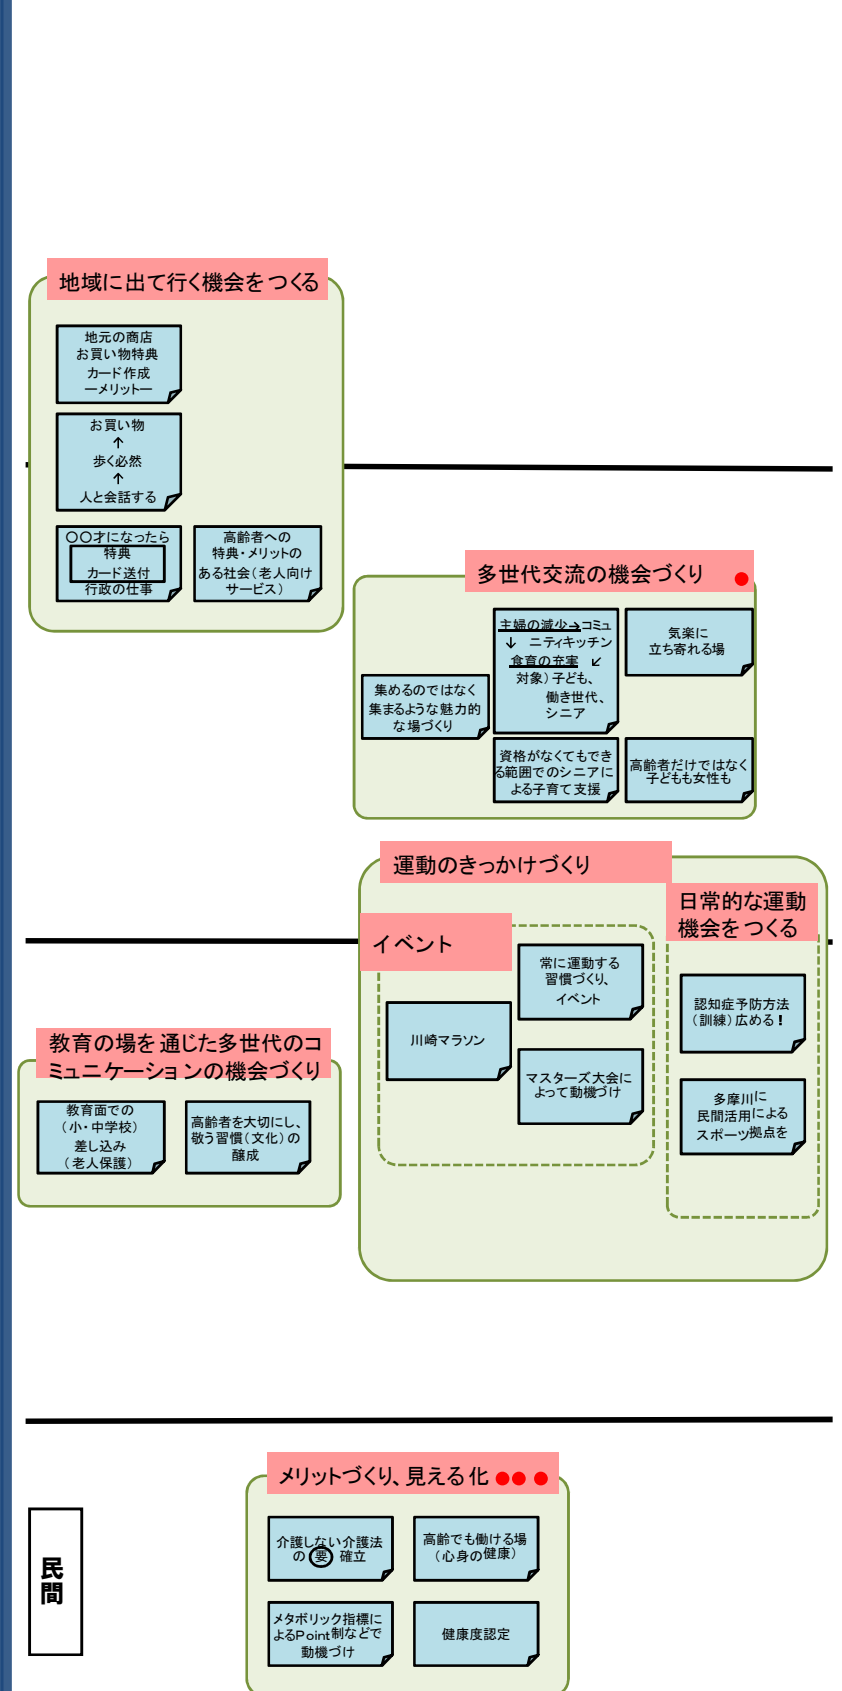 地域に出て行く機会をつくる
地元の商店
お買い物特典
カード作成
ーメリットー
お買い物
↑
歩く必然
↑
人と会話する
〇〇才になったら
特典
カード送付
行政の仕事
高齢者への
特典・メリットの
ある社会（老人向け
サービス）
多世代交流の機会づくり
集めるのではなく
集まるような魅力的
な場づくり
主婦の減少→コミュ
↓ ニティキッチン
食育の充実 ↙
対象）子ども、
働き世代、
シニア
気楽に
立ち寄れる場
資格がなくてもでき
る範囲でのシニアに
よる子育て支援
高齢者だけではなく
子どもも女性も
運動のきっかけづくり
イベント
川崎マラソン
常に運動する
習慣づくり、
イベント
マスターズ大会に
よって動機づけ
日常的な運動
機会をつくる
認知症予防方法
（訓練）広める！
多摩川に
民間活用による
スポーツ拠点を
教育の場を通じた多世代のコ
ミュニケーションの機会づくり
教育面での
（小・中学校）
差し込み
（老人保護）
高齢者を大切にし、
敬う習慣（文化）の
醸成
メリットづくり、見える化
民間
介護しない介護法
の 要 確立
高齢でも働ける場
（心身の健康）
メタボリック指標に
よるPoint制などで
動機づけ
健康度認定